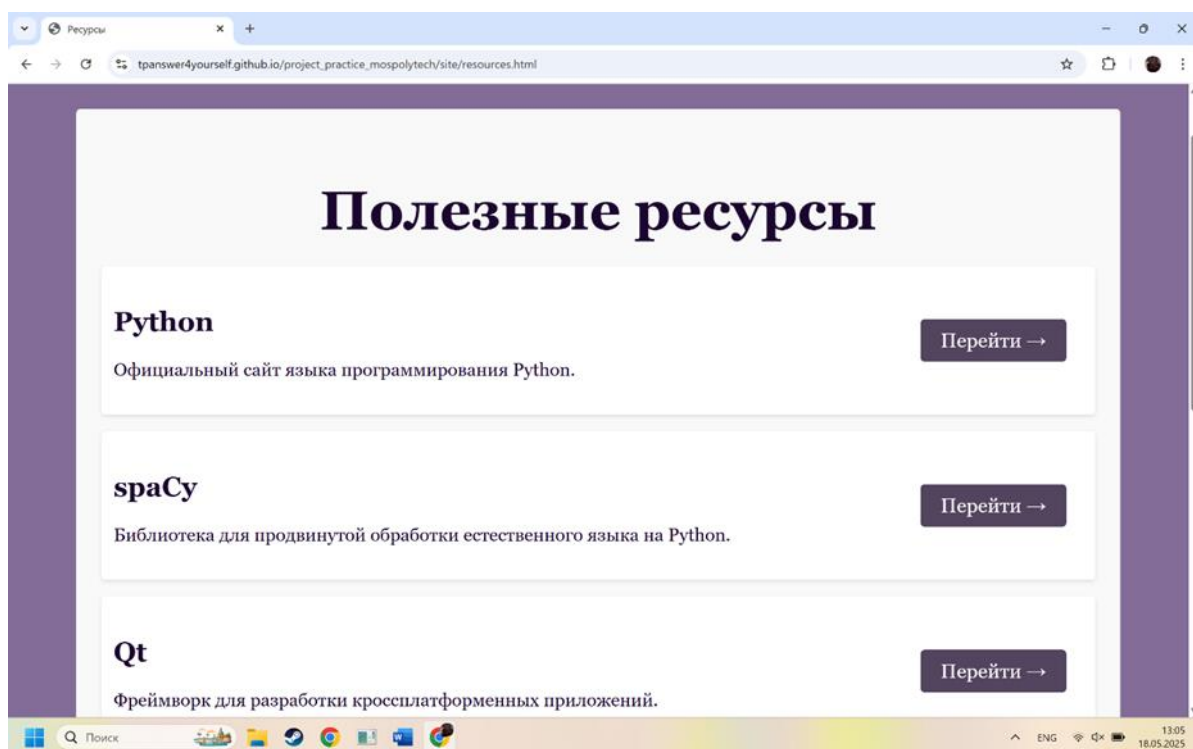 Ресурсы
tpanswer4yourself.github.io/project_practice_mospolytech/site/resources.html
Полезные ресурсы
Python
Официальный сайт языка программирования Python.
Перейти →
spaCy
Библиотека для продвинутой обработки естественного языка на Python.
Перейти →
Qt
Фреймворк для разработки кроссплатформенных приложений.
Перейти →
Поиск
ENG
13:05
18.05.2025